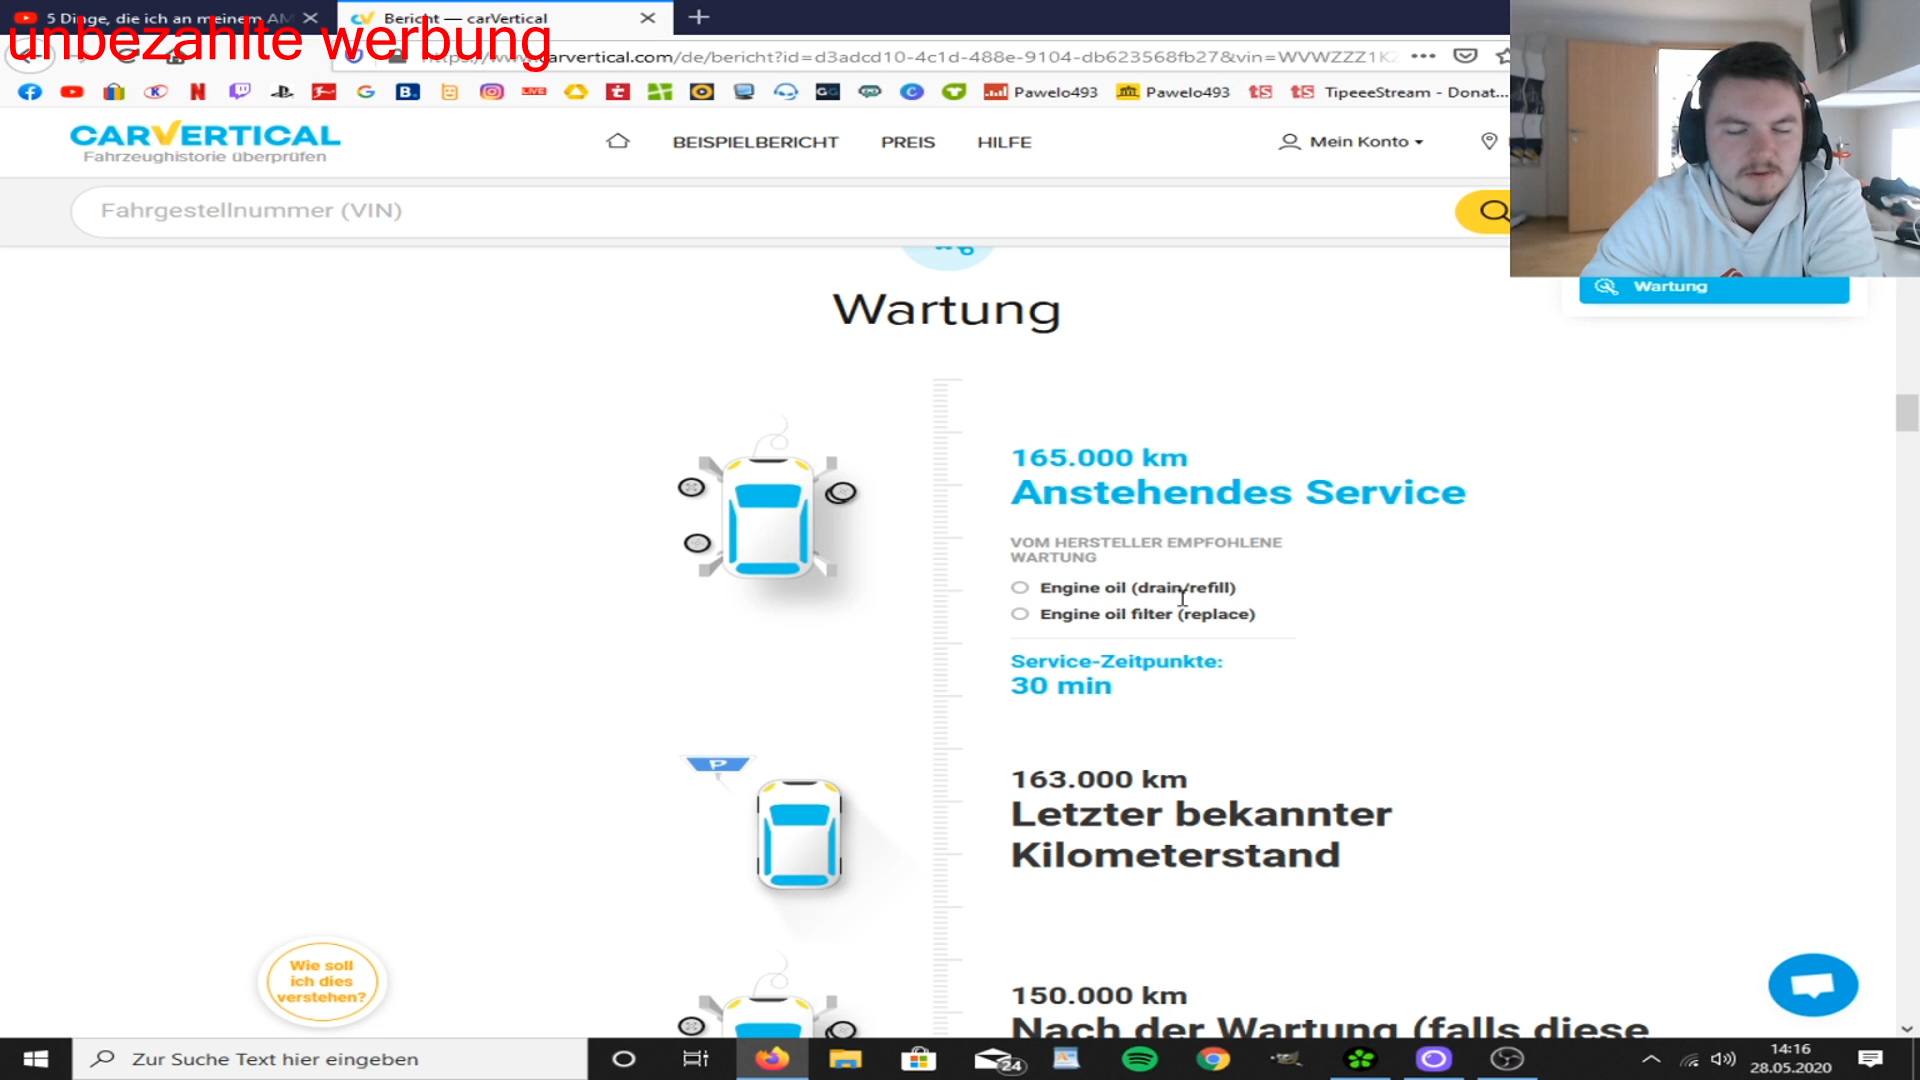 5 Dinge, die ich an meinem AM
Bericht — carVertical
unbezahlte werbung
carvertical.com/de/bericht?id=d3adcd10-4c1d-488e-9104-db623568fb27&vin=WVWZZZ1KZ
Pawelo493
Pawelo493
TipeeeStream - Donat...
CARVERTICAL
Fahrzeughistorie überprüfen
BEISPIELBERICHT
PREIS
HILFE
Mein Konto
Fahrgestellnummer (VIN)
Wartung
Wartung
165.000 km
Anstehendes Service
VOM HERSTELLER EMPFOHLENE
WARTUNG
Engine oil (drain/refill)
Engine oil filter (replace)
Service-Zeitpunkte:
30 min
P
163.000 km
Letzter bekannter
Kilometerstand
Wie soll
ich dies
verstehen?
150.000 km
Nach der Wartung (falls diese
Zur Suche Text hier eingeben
24
14:16
28.05.2020